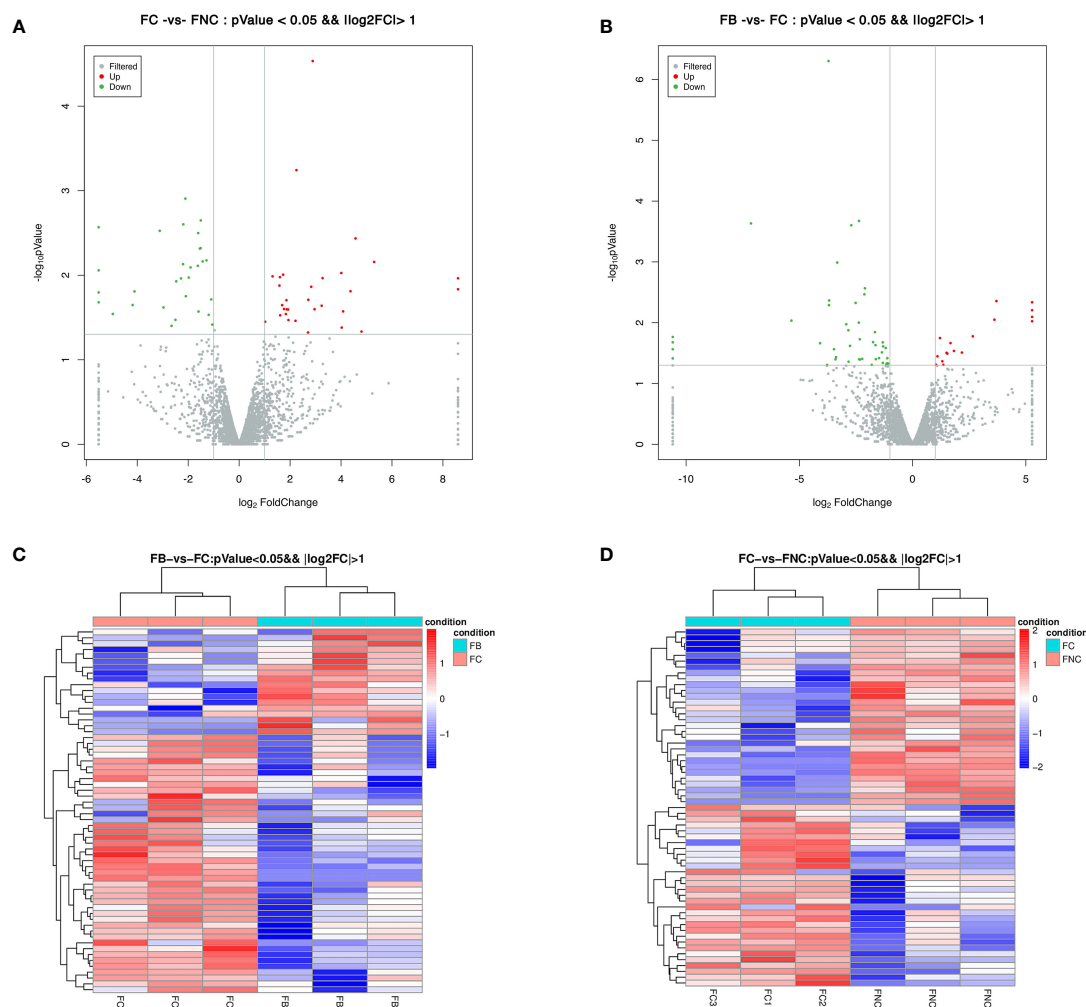 A
FC -vs- FNC : pValue < 0.05 && |log2FC|> 1
Filtered
Up
Down
4
3
2
1
0
-log10pValue
-6
-4
-2
0
2
4
6
8
log2 FoldChange
B
FB -vs- FC : pValue < 0.05 && |log2FC|> 1
Filtered
Up
Down
6
5
4
3
2
1
0
-log10pValue
-10
-5
0
5
log2 FoldChange
C
FB-vs-FC:pValue<0.05&& |log2FC|>1
condition
condition
FB
FC
1
0
-1
FC
FC
FC
FB
FB
FB
D
FC-vs-FNC:pValue<0.05&& |log2FC|>1
condition
condition
FC
FNC
2
1
0
-1
-2
FC3
FC1
FC2
FNC
FNC
FNC